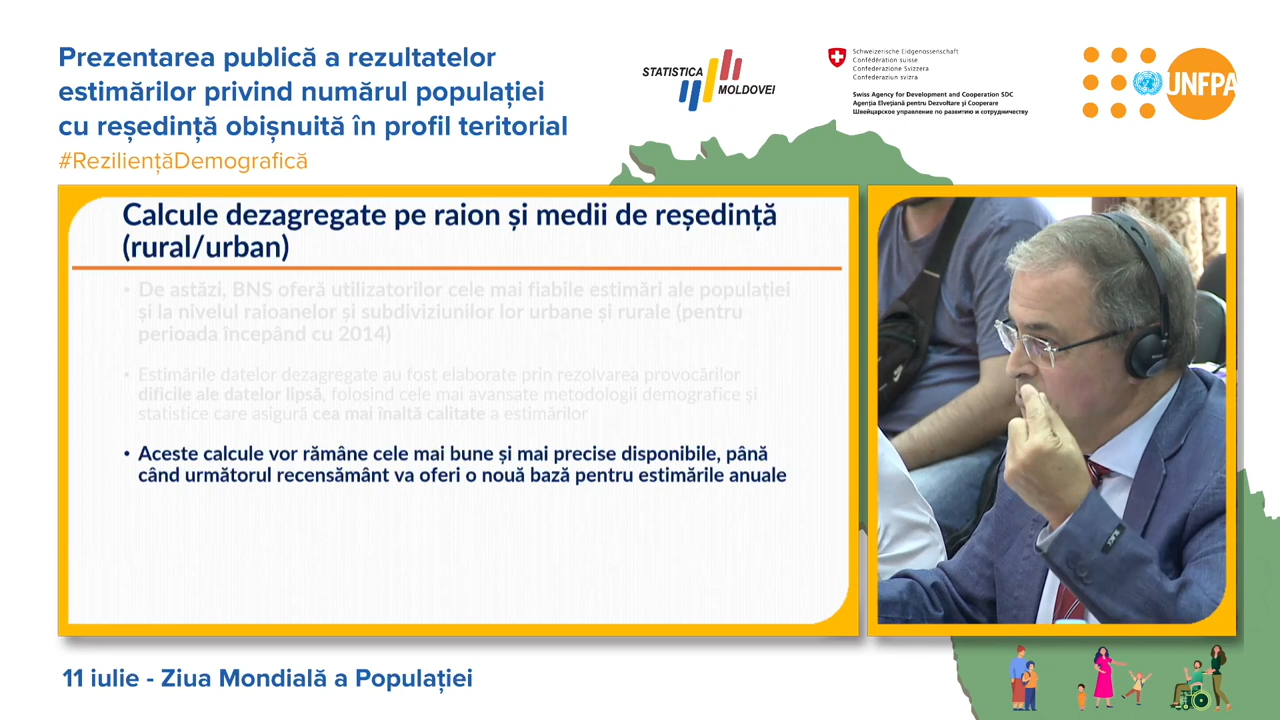 Prezentarea publică a rezultatelor
estimărilor privind numărul populației
cu reședință obișnuită în profil teritorial
#ReziliențăDemografică
STATISTICA
MOLDOVEI
Schweizerische Eidgenossenschaft
Confédération suisse
Confederazione Svizzera
Confederaziun svizra
Swiss Agency for Development and Cooperation SDC
Agenția Elvețiană pentru Dezvoltare și Cooperare
Швейцарское управление по развитию и сотрудничеству
UNFPA
Calcule dezagregate pe raion și medii de reședință
(rural/urban)
• De astăzi, BNS oferă utilizatorilor cele mai fiabile estimări ale populației
și la nivelul raioanelor și subdiviziunilor lor urbane și rurale (pentru
perioada începând cu 2014)
• Estimările datelor dezagregate au fost elaborate prin rezolvarea provocărilor
dificile ale datelor lipsă, folosind cele mai avansate metodologii demografice și
statistice care asigură cea mai înaltă calitate a estimărilor
• Aceste calcule vor rămâne cele mai bune și mai precise disponibile, până
când următorul recensământ va oferi o nouă bază pentru estimările anuale
11 iulie - Ziua Mondială a Populației